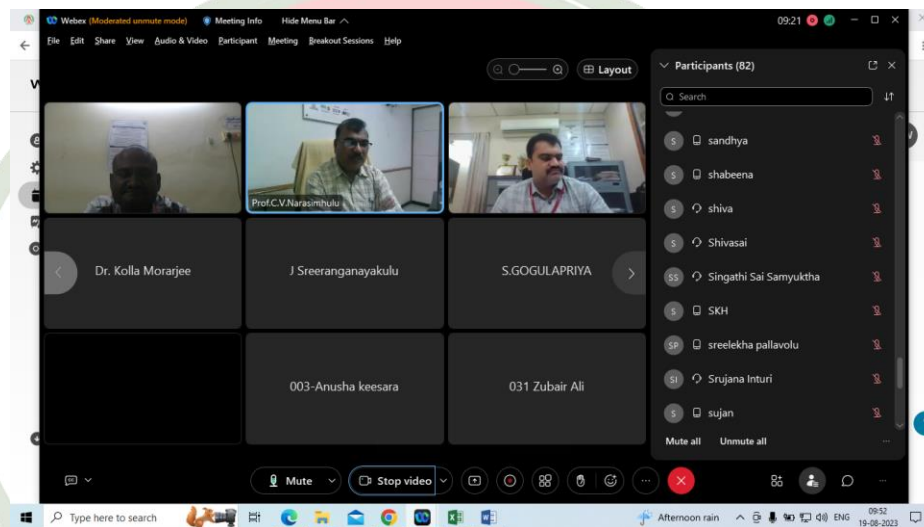 Webex (Moderated unmute mode) Meeting Info Hide Menu Bar
09:21
File Edit Share View Audio & Video Participant Meeting Breakout Sessions Help
Layout
Participants (82)
Search
sandhya
shabeena
shiva
Shivasai
SS Singathi Sai Samyuktha
S SKH
SP sreelekha pallavolu
SI Srujana Inturi
S sujan
Mute all Unmute all
Prof.C.V.Narasimhulu
Dr. Kolla Morarjee J Sreeranganayakulu S.GOGULAPRIYA
003-Anusha keesara 031 Zubair Ali
Mute Stop video
Type here to search
Afternoon rain ENG 09:52
19-08-2023